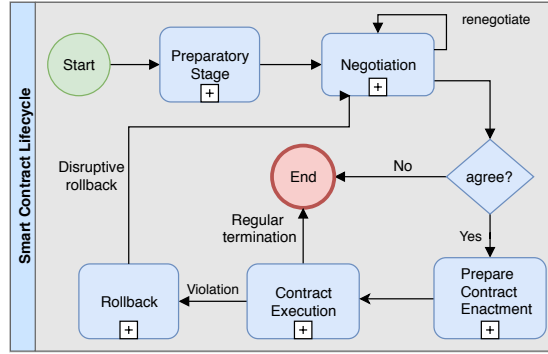 Smart Contract Lifecycle
Start
Preparatory
Stage
+
Negotiation
+
renegotiate
agree?
No
Yes
End
Disruptive
rollback
Regular
termination
Rollback
+
Violation
Contract
Execution
+
Prepare
Contract
Enactment
+